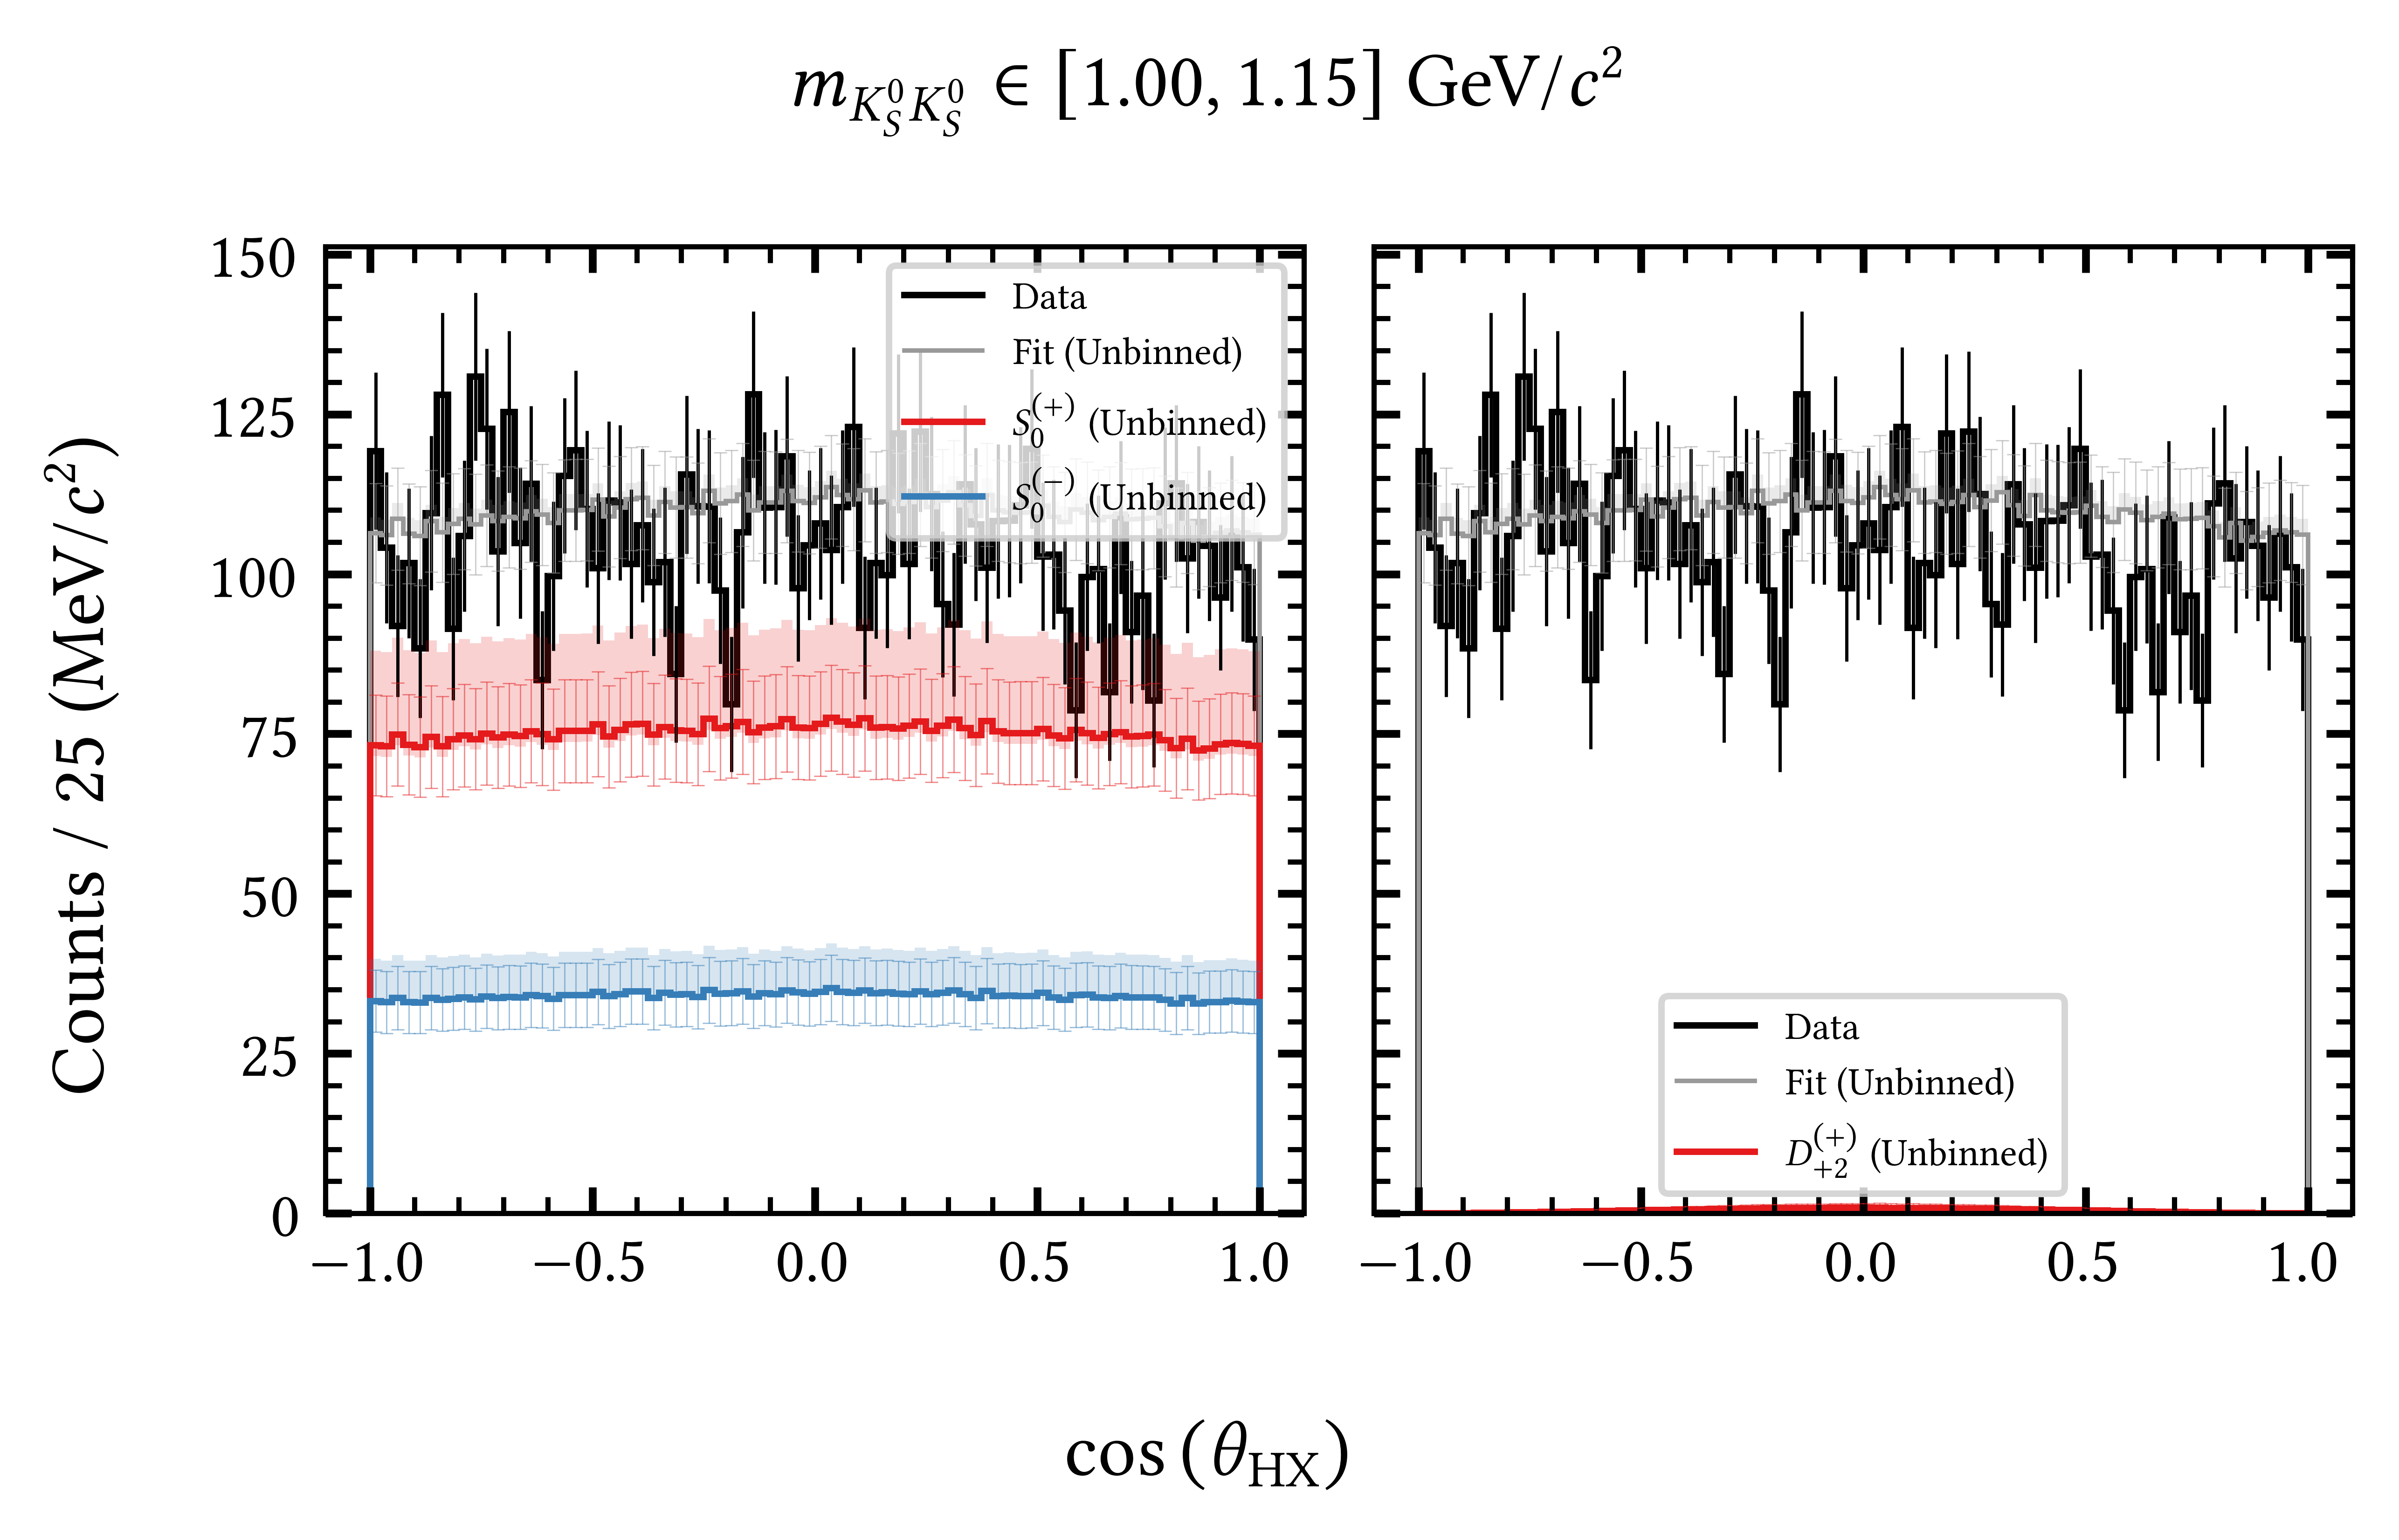 m_{K_S^0 K_S^0} ∈ [1.00, 1.15] GeV/c²
Counts / 25 (MeV/c²)
150
125
100
75
50
25
0
Data
Fit (Unbinned)
S_0^{(+)} (Unbinned)
S_0^{(−)} (Unbinned)
−1.0 −0.5 0.0 0.5 1.0
Data
Fit (Unbinned)
D_{+2}^{(+)} (Unbinned)
−1.0 −0.5 0.0 0.5 1.0
cos (θ_{HX})